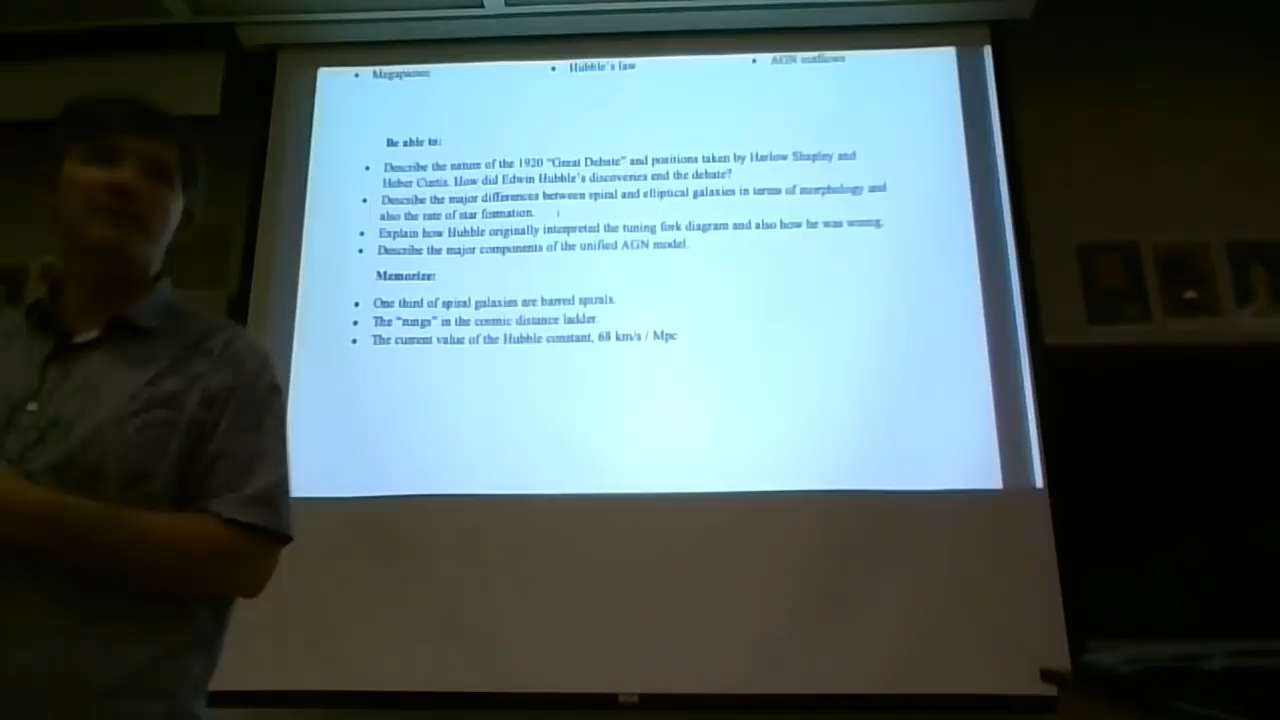 • Megaparsec • Hubble's law • AGN outflows
Be able to:
• Describe the nature of the 1920 "Great Debate" and positions taken by Harlow Shapley and
Heber Curtis. How did Edwin Hubble's discoveries end the debate?
• Describe the major differences between spiral and elliptical galaxies in terms of morphology and
also the rate of star formation.
• Explain how Hubble originally interpreted the tuning fork diagram and also how he was wrong.
• Describe the major components of the unified AGN model.
Memorize:
• One third of spiral galaxies are barred spirals.
• The "rungs" in the cosmic distance ladder.
• The current value of the Hubble constant, 68 km/s / Mpc